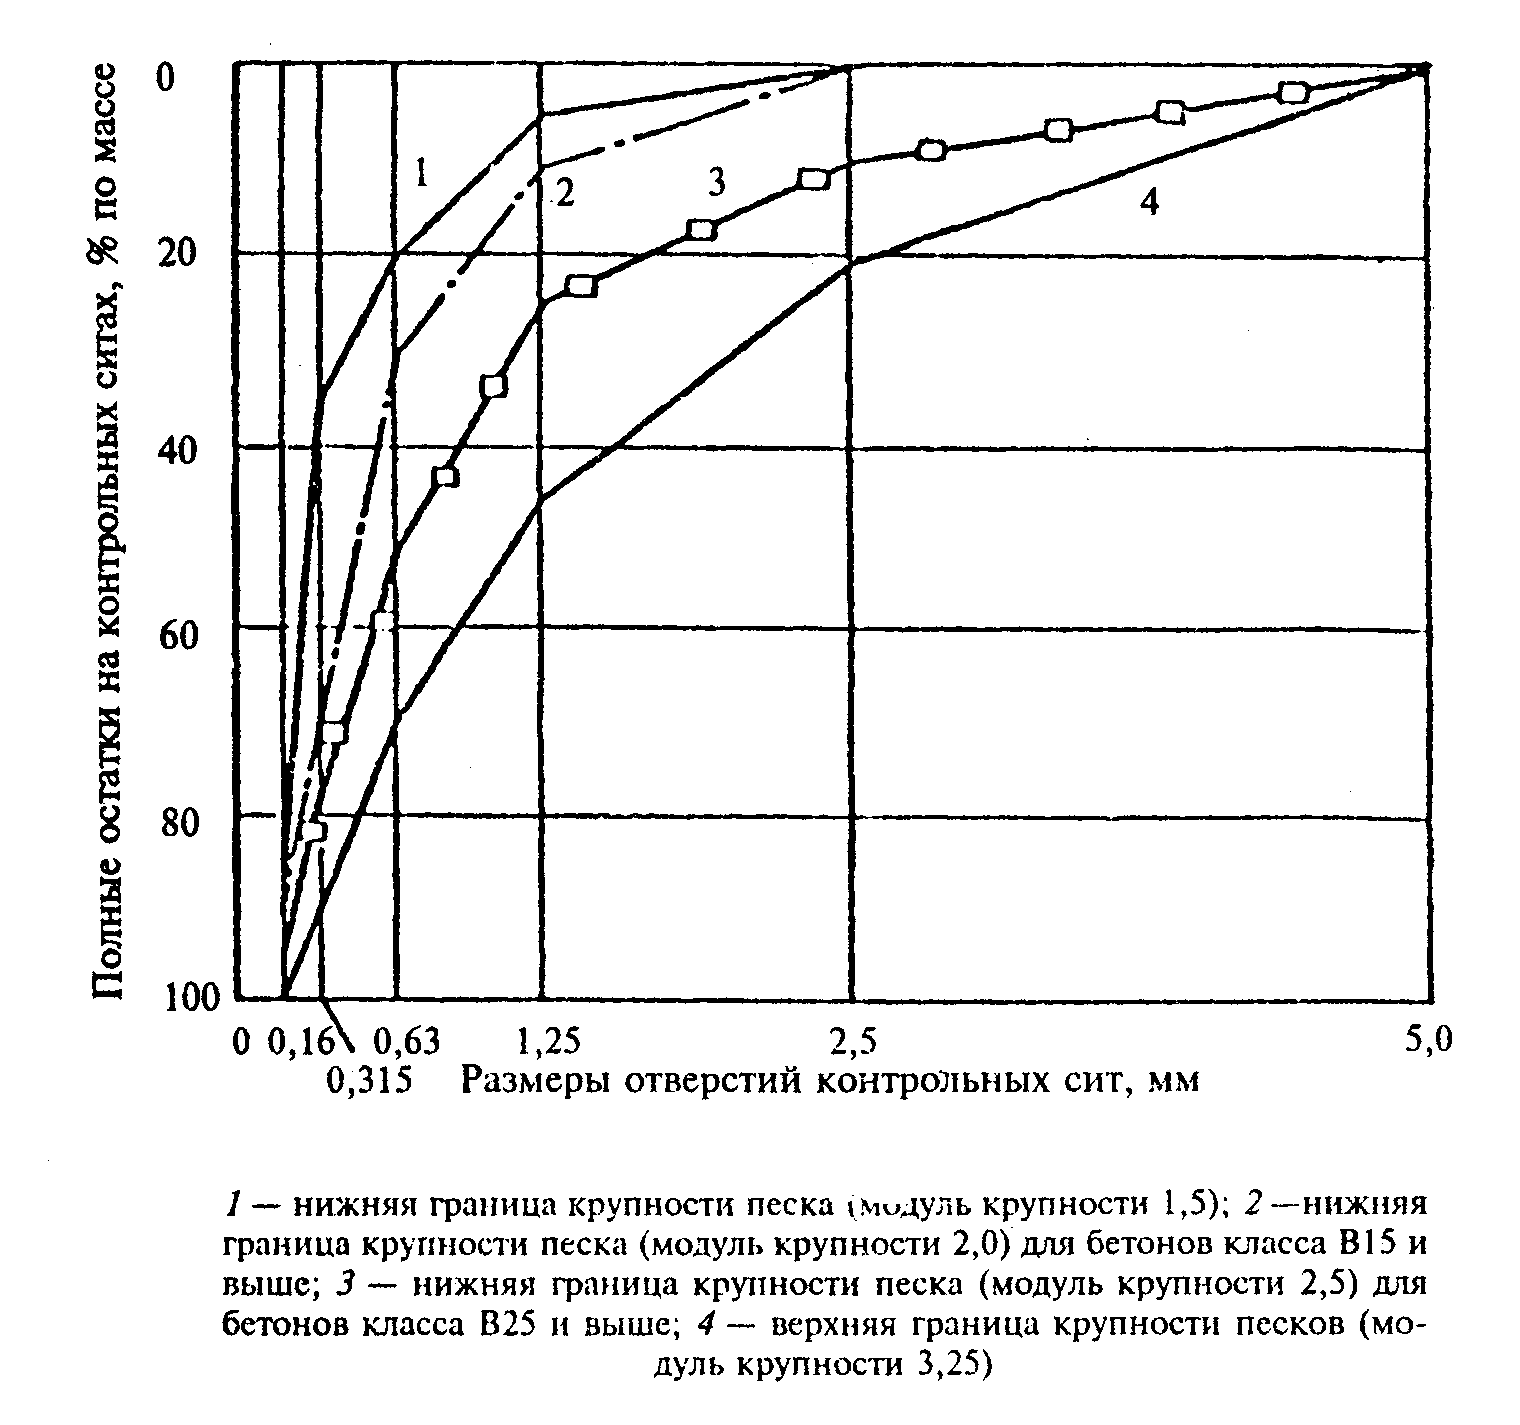 Полные остатки на контрольных ситах, % по массе
0
20
40
60
80
100
1
2
3
4
0 0,16 0,63 1,25 2,5 5,0
0,315 Размеры отверстий контрольных сит, мм
1 — нижняя граница крупности песка (модуль крупности 1,5); 2 —нижняя
граница крупности песка (модуль крупности 2,0) для бетонов класса В15 и
выше; 3 — нижняя граница крупности песка (модуль крупности 2,5) для
бетонов класса В25 и выше; 4 — верхняя граница крупности песков (мо-
дуль крупности 3,25)